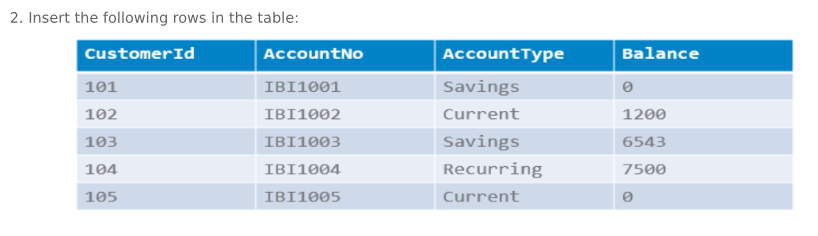 2. Insert the following rows in the table:
CustomerId AccountNo AccountType Balance
101 IBI1001 Savings 0
102 IBI1002 Current 1200
103 IBI1003 Savings 6543
104 IBI1004 Recurring 7500
105 IBI1005 Current 0